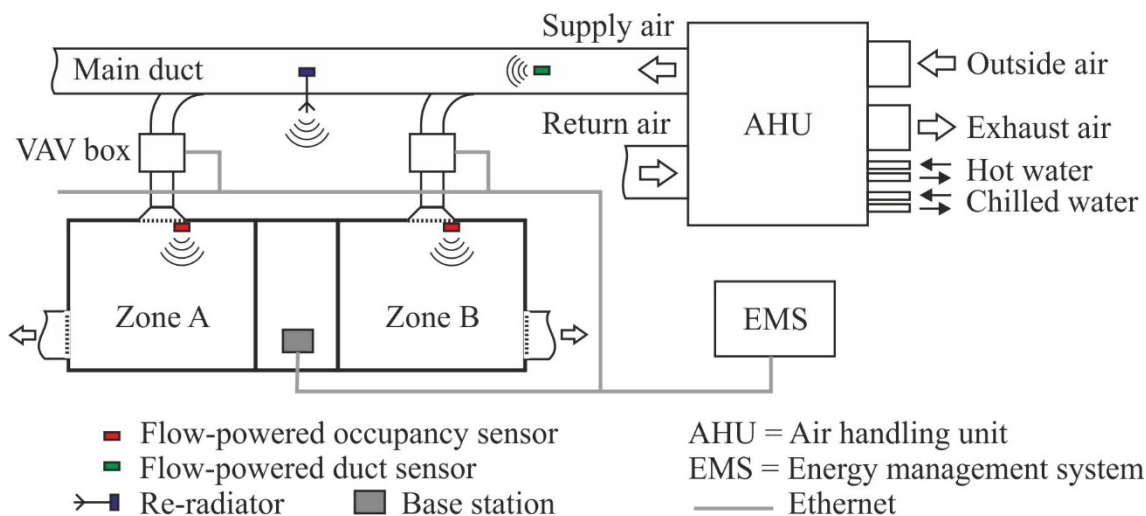 Supply air
Main duct
Outside air
Return air
AHU
Exhaust air
VAV box
Hot water
Chilled water
Zone A
Zone B
EMS
Flow-powered occupancy sensor
AHU = Air handling unit
Flow-powered duct sensor
EMS = Energy management system
Re-radiator
Base station
Ethernet